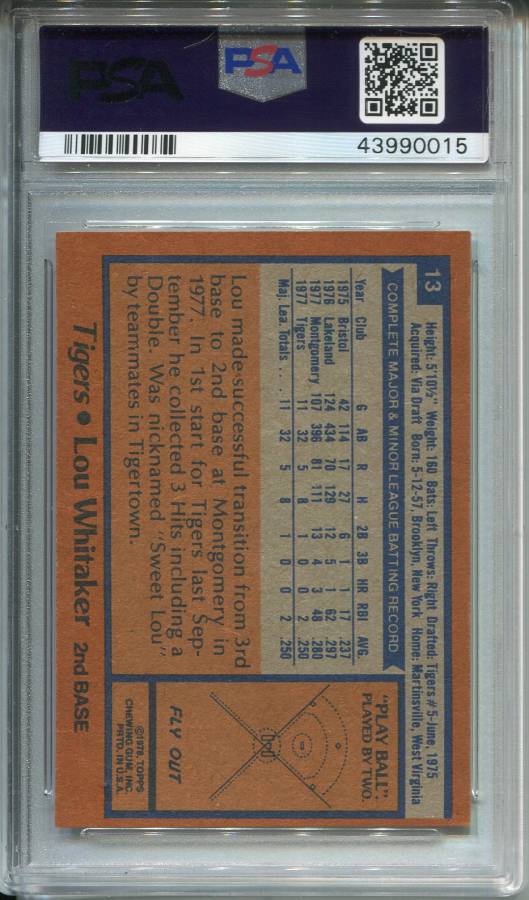 PSA
PSA
43990015
13
Height: 5'10½" Weight: 160 Bats: Left Throws: Right Drafted: Tigers #5-June, 1975
Acquired: Via Draft Born: 5-12-57, Brooklyn, New York Home: Martinsville, West Virginia
COMPLETE MAJOR & MINOR LEAGUE BATTING RECORD
Year Club G AB R H 2B 3B HR RBI AVG.
1975 Bristol 42 114 17 27 6 1 1 17 .237
1976 Lakeland 124 434 70 129 12 5 1 62 .297
1977 Montgomery 107 396 81 111 13 4 3 48 .280
1977 Tigers 11 32 5 8 1 0 0 2 .250
Maj. Lea. Totals . . . . 11 32 5 8 1 0 0 2 .250
Lou made successful transition from 3rd
base to 2nd base at Montgomery in
1977. In 1st start for Tigers last Sep-
tember he collected 3 Hits including a
Double. Was nicknamed "Sweet Lou"
by teammates in Tigertown.
"PLAY BALL".
PLAYED BY TWO.
FLY OUT
©1978, TOPPS
CHEWING GUM, INC.
PRTD. IN U.S.A.
Tigers ● Lou Whitaker 2nd BASE